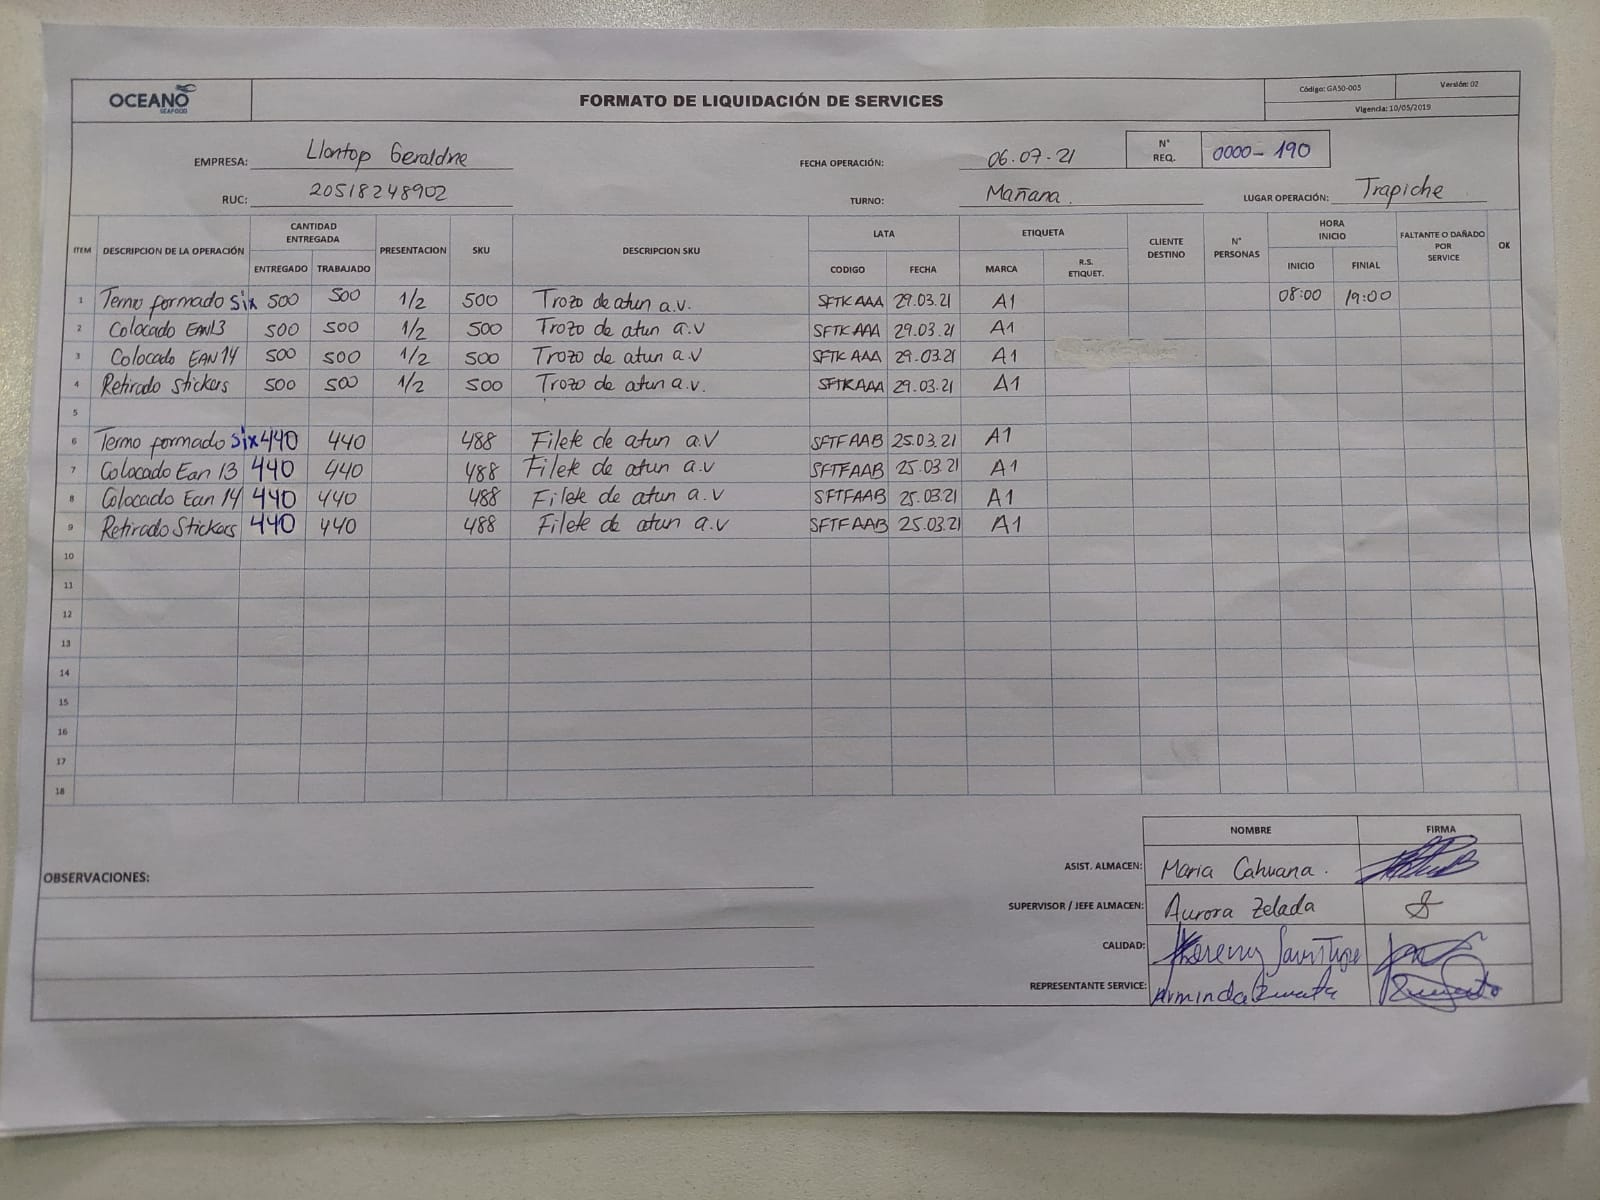 OCEANO
SEAFOOD
FORMATO DE LIQUIDACIÓN DE SERVICES
Código: GA50-005
Versión: 02
Vigencia: 10/05/2019
EMPRESA: Llontop Geraldne
FECHA OPERACIÓN: 06.07.21
N° REQ. 0000-190
RUC: 20518248902
TURNO: Mañana.
LUGAR OPERACIÓN: Trapiche
ITEM DESCRIPCION DE LA OPERACIÓN CANTIDAD ENTREGADA PRESENTACION SKU DESCRIPCION SKU LATA ETIQUETA CLIENTE DESTINO N° PERSONAS HORA INICIO FALTANTE O DAÑADO POR SERVICE OK
ENTREGADO TRABAJADO CODIGO FECHA MARCA R.S. ETIQUET. INICIO FINIAL
1 Termo formado six 500 500 1/2 500 Trozo de atun a.v. SFTKAAA 29.03.21 A1 08:00 19:00
2 Colocado EAN13 500 500 1/2 500 Trozo de atun a.v SFTKAAA 29.03.21 A1
3 Colocado EAN 14 500 500 1/2 500 Trozo de atun a.v SFTKAAA 29.03.21 A1
4 Retirado stickers 500 500 1/2 500 Trozo de atun a.v. SFTKAAA 29.03.21 A1
5
6 Termo formado six 440 440 488 Filete de atun a.v SFTFAAB 25.03.21 A1
7 Colocado Ean 13 440 440 488 Filete de atun a.v SFTFAAB 25.03.21 A1
8 Colocado Ean 14 440 440 488 Filete de atun a.v SFTFAAB 25.03.21 A1
9 Retirado Stickers 440 440 488 Filete de atun a.v SFTFAAB 25.03.21 A1
10
11
12
13
14
15
16
17
18
NOMBRE FIRMA
OBSERVACIONES:
ASIST. ALMACEN: Maria Cahuana.
SUPERVISOR / JEFE ALMACEN: Aurora Zelada
CALIDAD:
REPRESENTANTE SERVICE: Arminda